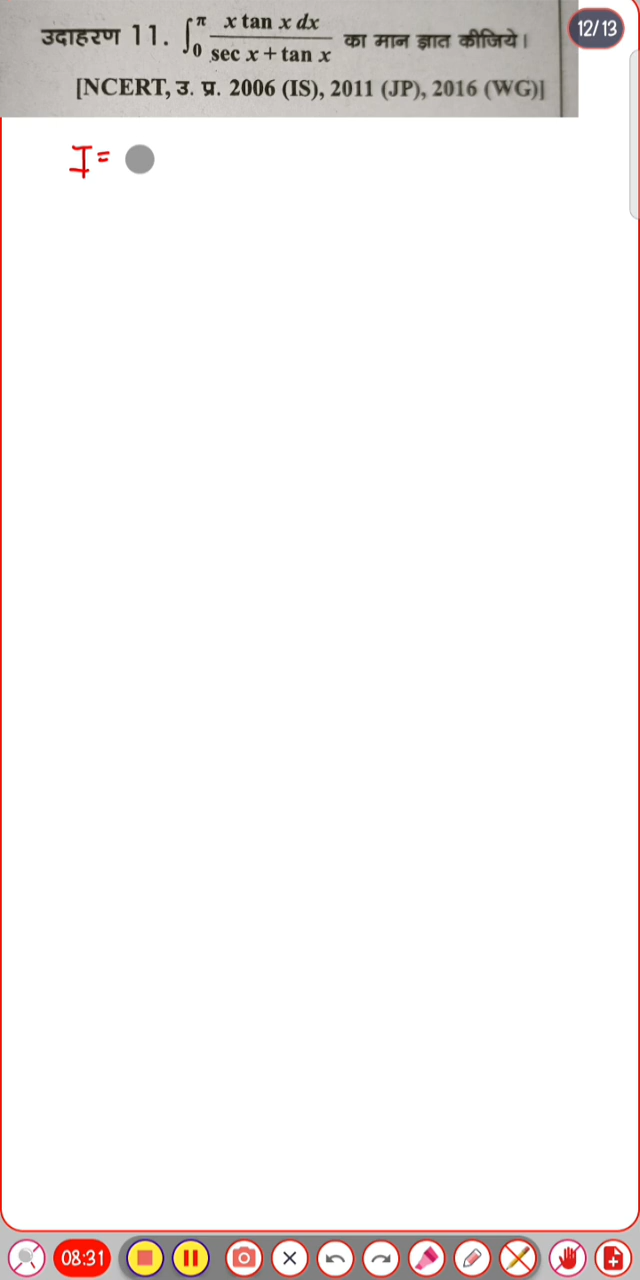 उदाहरण 11. ∫₀^π x tan x dx / sec x + tan x का मान ज्ञात कीजिये।
[NCERT, उ. प्र. 2006 (IS), 2011 (JP), 2016 (WG)]
12/13
I =
08:31